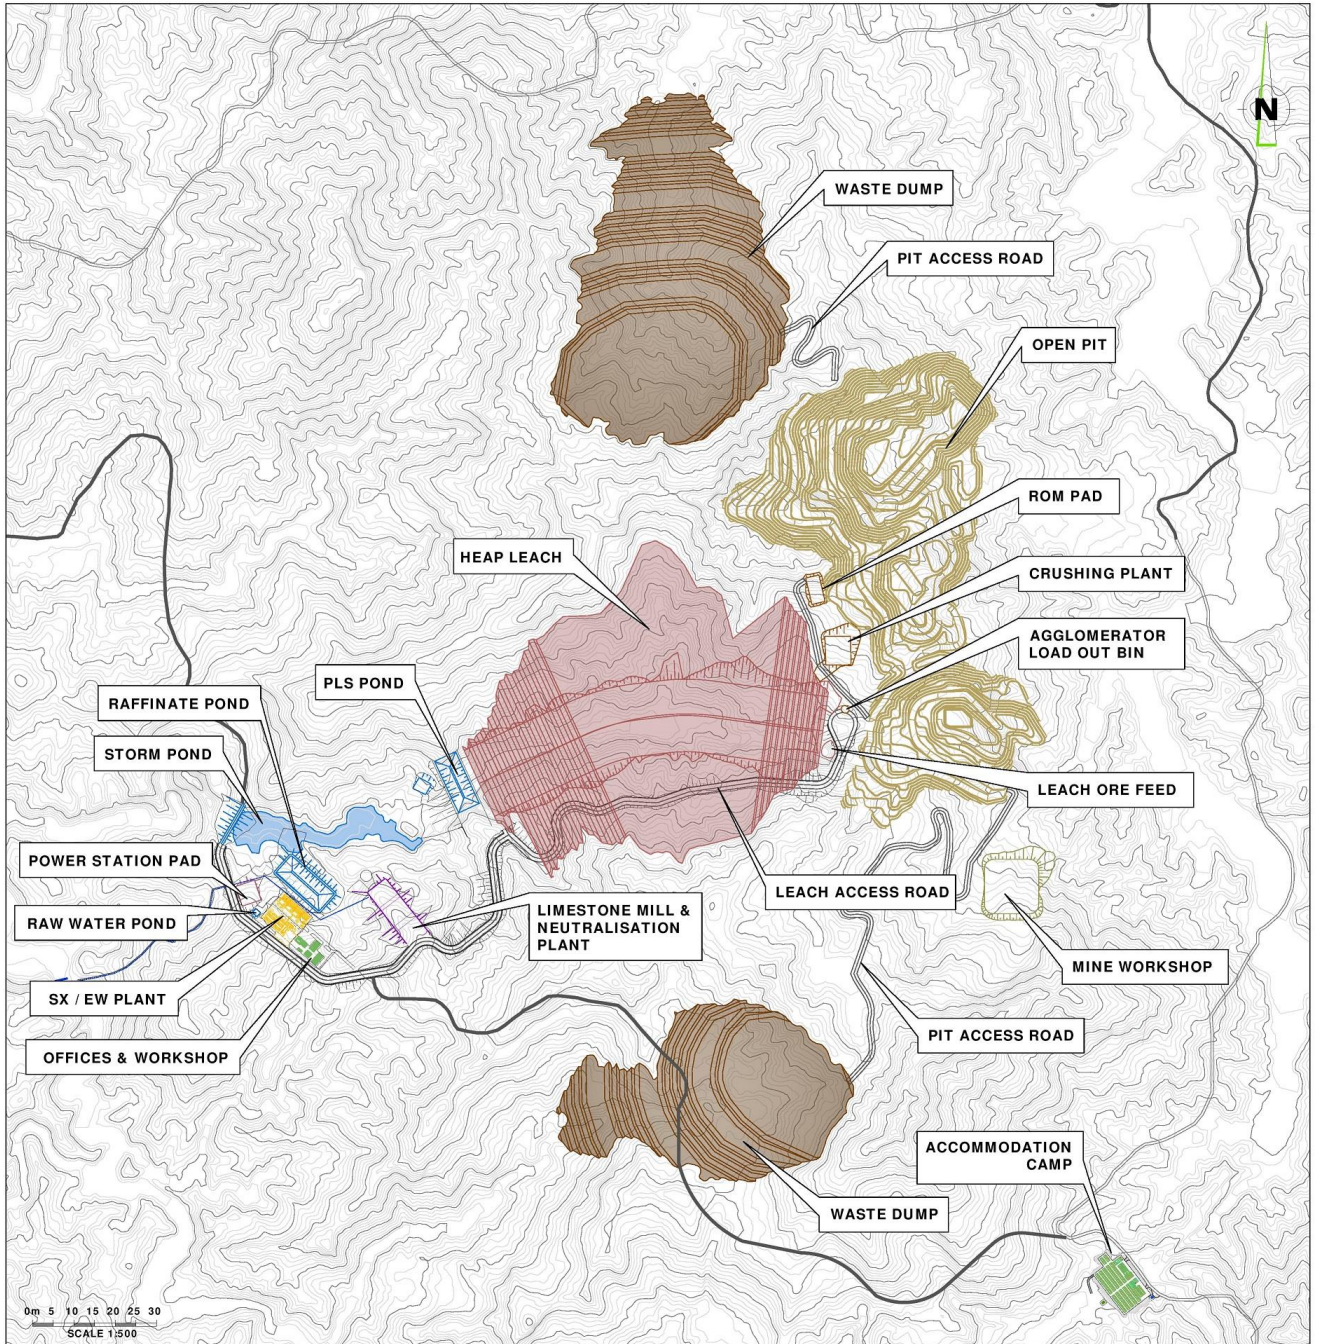 N
WASTE DUMP
PIT ACCESS ROAD
OPEN PIT
ROM PAD
HEAP LEACH
CRUSHING PLANT
AGGLOMERATOR
LOAD OUT BIN
PLS POND
RAFFINATE POND
STORM POND
LEACH ORE FEED
POWER STATION PAD
LEACH ACCESS ROAD
RAW WATER POND
LIMESTONE MILL &
NEUTRALISATION
PLANT
MINE WORKSHOP
SX / EW PLANT
PIT ACCESS ROAD
OFFICES & WORKSHOP
ACCOMMODATION
CAMP
WASTE DUMP
0m 5 10 15 20 25 30
SCALE 1:500